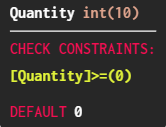 Quantity int(10)
CHECK CONSTRAINTS:
[Quantity]>=(0)
DEFAULT 0